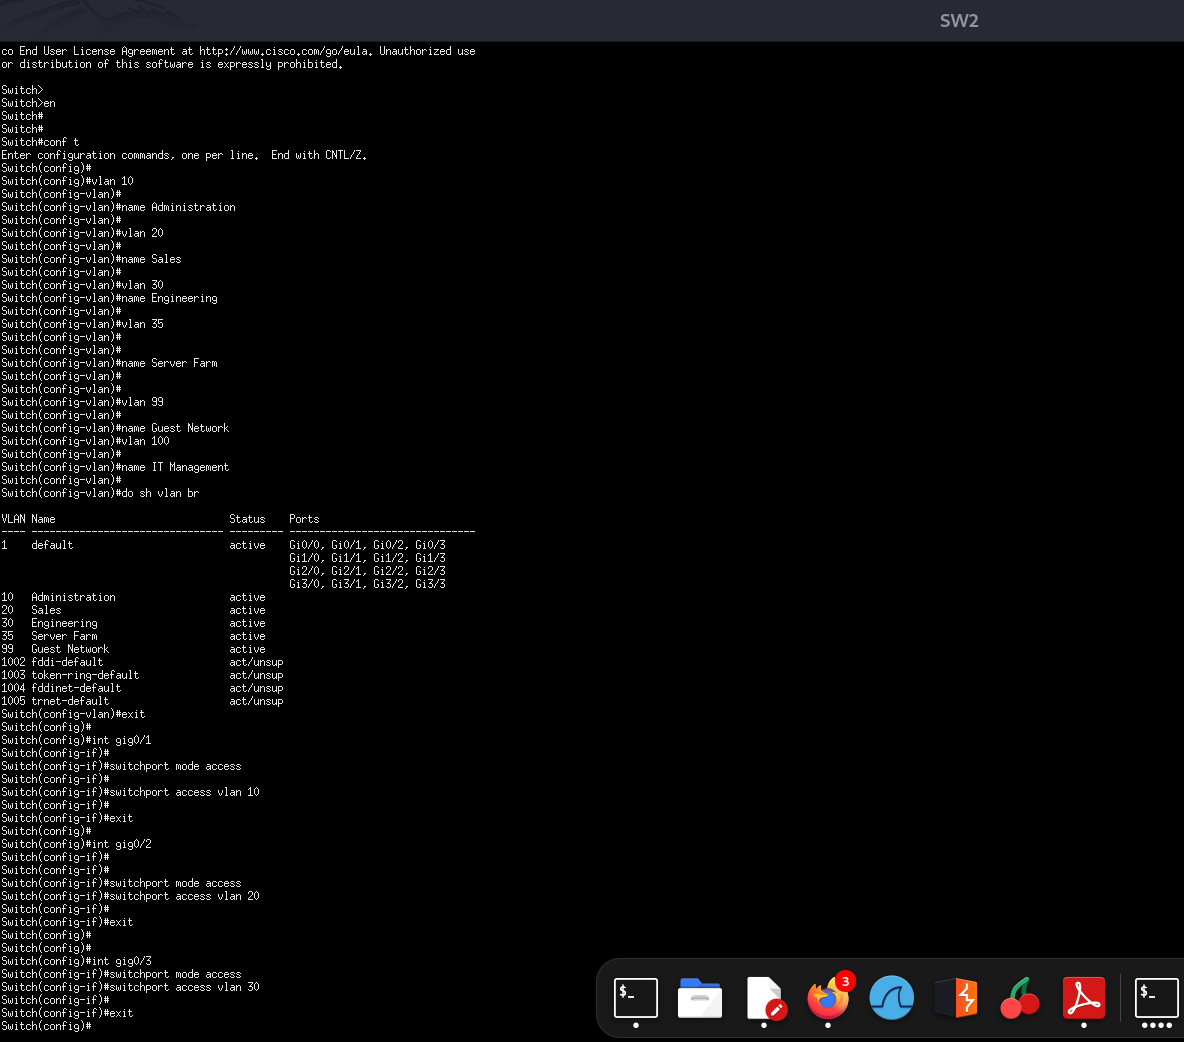 SW2
co End User License Agreement at http://www.cisco.com/go/eula. Unauthorized use
or distribution of this software is expressly prohibited.
Switch>
Switch>en
Switch#
Switch#
Switch#conf t
Enter configuration commands, one per line.  End with CNTL/Z.
Switch(config)#
Switch(config)#vlan 10
Switch(config-vlan)#
Switch(config-vlan)#name Administration
Switch(config-vlan)#
Switch(config-vlan)#vlan 20
Switch(config-vlan)#
Switch(config-vlan)#name Sales
Switch(config-vlan)#
Switch(config-vlan)#vlan 30
Switch(config-vlan)#name Engineering
Switch(config-vlan)#
Switch(config-vlan)#vlan 35
Switch(config-vlan)#
Switch(config-vlan)#
Switch(config-vlan)#name Server Farm
Switch(config-vlan)#
Switch(config-vlan)#
Switch(config-vlan)#vlan 99
Switch(config-vlan)#
Switch(config-vlan)#name Guest Network
Switch(config-vlan)#vlan 100
Switch(config-vlan)#
Switch(config-vlan)#name IT Management
Switch(config-vlan)#
Switch(config-vlan)#do sh vlan br
VLAN Name                             Status    Ports
---- -------------------------------- --------- -------------------------------
1    default                          active    Gi0/0, Gi0/1, Gi0/2, Gi0/3
                                                Gi1/0, Gi1/1, Gi1/2, Gi1/3
                                                Gi2/0, Gi2/1, Gi2/2, Gi2/3
                                                Gi3/0, Gi3/1, Gi3/2, Gi3/3
10   Administration                   active
20   Sales                            active
30   Engineering                      active
35   Server Farm                      active
99   Guest Network                    active
1002 fddi-default                     act/unsup
1003 token-ring-default               act/unsup
1004 fddinet-default                  act/unsup
1005 trnet-default                    act/unsup
Switch(config-vlan)#exit
Switch(config)#
Switch(config)#int gig0/1
Switch(config-if)#
Switch(config-if)#switchport mode access
Switch(config-if)#
Switch(config-if)#switchport access vlan 10
Switch(config-if)#
Switch(config-if)#exit
Switch(config)#
Switch(config)#int gig0/2
Switch(config-if)#
Switch(config-if)#
Switch(config-if)#switchport mode access
Switch(config-if)#switchport access vlan 20
Switch(config-if)#
Switch(config-if)#exit
Switch(config)#
Switch(config)#
Switch(config)#int gig0/3
Switch(config-if)#switchport mode access
Switch(config-if)#switchport access vlan 30
Switch(config-if)#
Switch(config-if)#exit
Switch(config)#
$-
3
$-